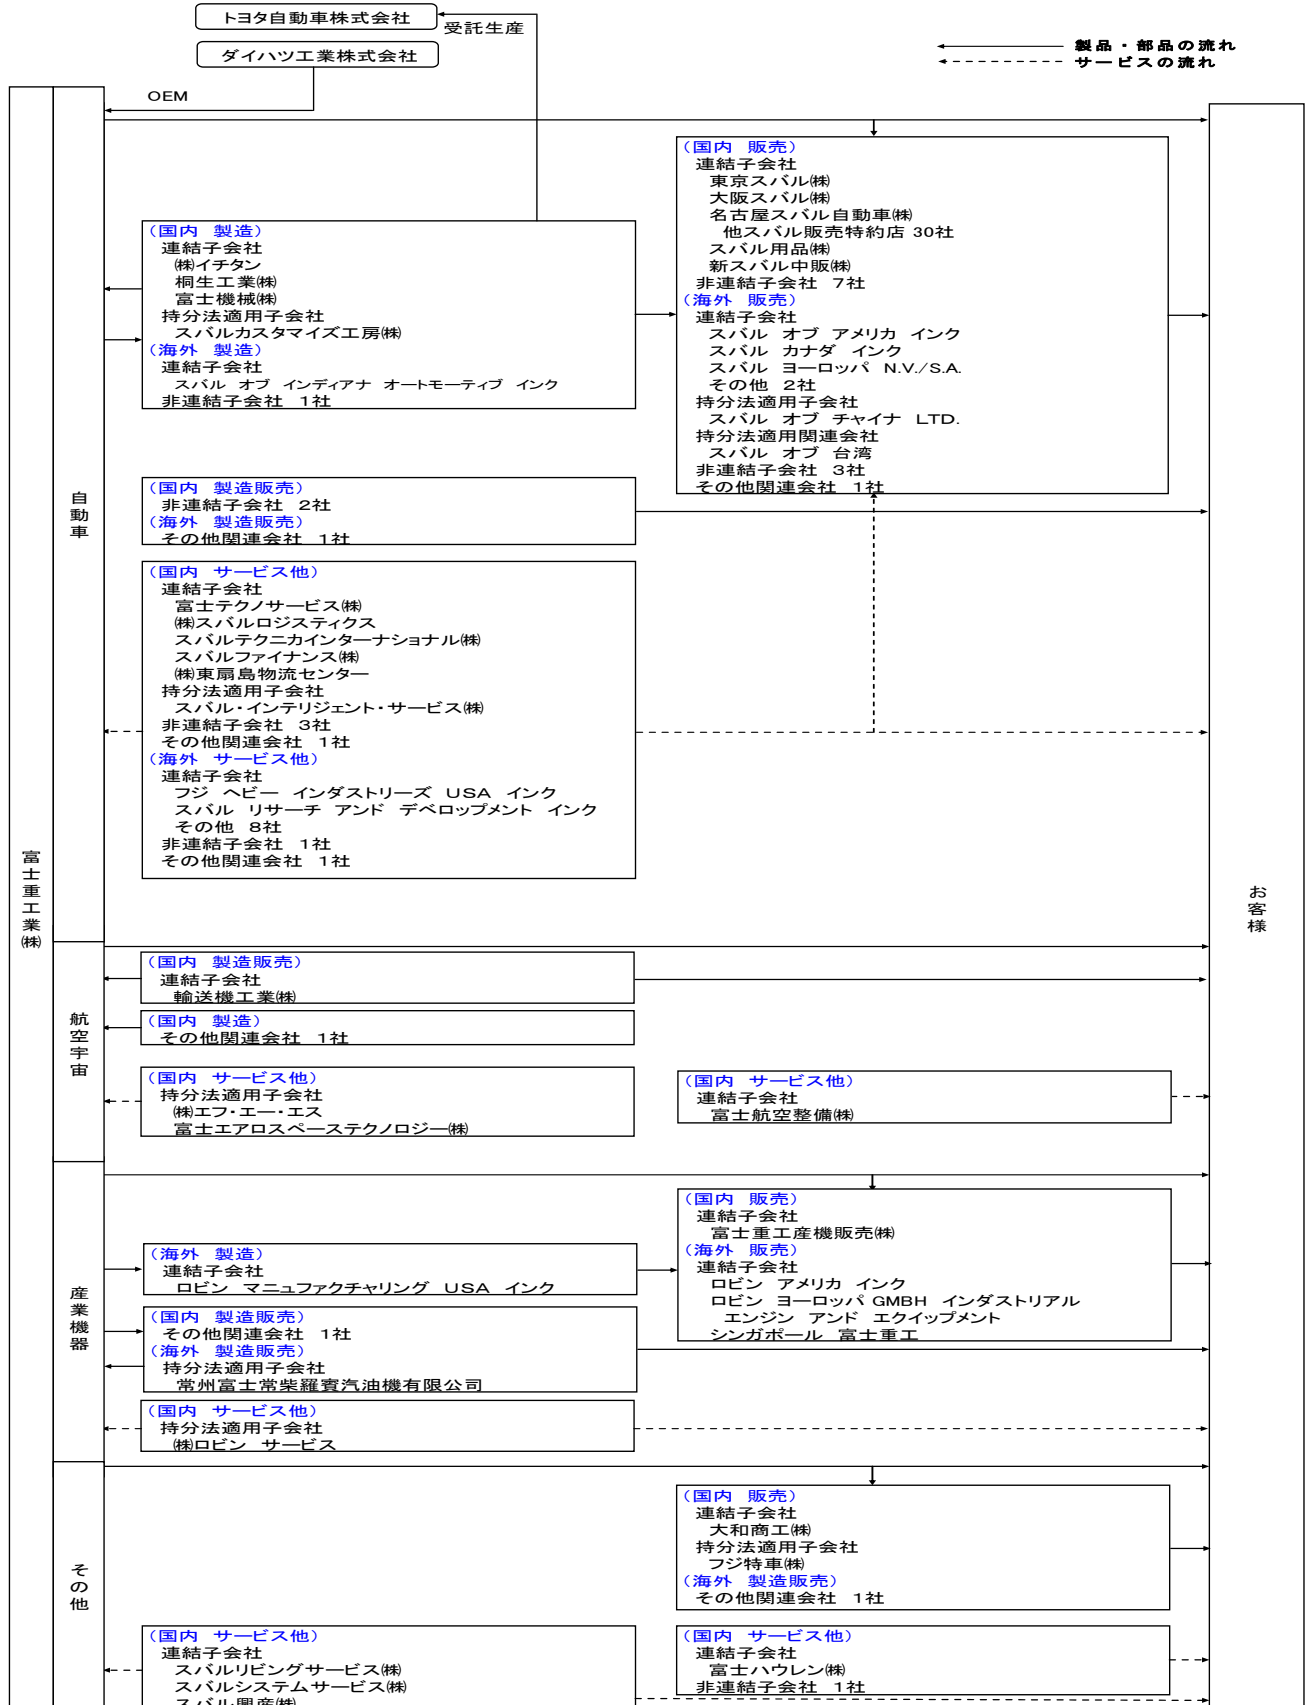 トヨタ自動車株式会社
受託生産
ダイハツ工業株式会社
製品・部品の流れ
サービスの流れ
OEM
富士重工業㈱
自動車
お客様
（国内 製造）
連結子会社
㈱イチタン
桐生工業㈱
富士機械㈱
持分法適用子会社
スバルカスタマイズ工房㈱
（海外 製造）
連結子会社
スバル オブ インディアナ オートモーティブ インク
非連結子会社 1社
（国内 販売）
連結子会社
東京スバル㈱
大阪スバル㈱
名古屋スバル自動車㈱
他スバル販売特約店 30社
スバル用品㈱
新スバル中販㈱
非連結子会社 7社
（海外 販売）
連結子会社
スバル オブ アメリカ インク
スバル カナダ インク
スバル ヨーロッパ N.V./S.A.
その他 2社
持分法適用子会社
スバル オブ チャイナ LTD.
持分法適用関連会社
スバル オブ 台湾
非連結子会社 3社
その他関連会社 1社
（国内 製造販売）
非連結子会社 2社
（海外 製造販売）
その他関連会社 1社
（国内 サービス他）
連結子会社
富士テクノサービス㈱
㈱スバルロジスティクス
スバルテクニカインターナショナル㈱
スバルファイナンス㈱
㈱東扇島物流センター
持分法適用子会社
スバル・インテリジェント・サービス㈱
非連結子会社 3社
その他関連会社 1社
（海外 サービス他）
連結子会社
フジ ヘビー インダストリーズ USA インク
スバル リサーチ アンド デベロップメント インク
その他 8社
非連結子会社 1社
その他関連会社 1社
航空宇宙
（国内 製造販売）
連結子会社
輸送機工業㈱
（国内 製造）
その他関連会社 1社
（国内 サービス他）
持分法適用子会社
㈱エフ・エー・エス
富士エアロスペーステクノロジー㈱
（国内 サービス他）
連結子会社
富士航空整備㈱
産業機器
（海外 製造）
連結子会社
ロビン マニュファクチャリング USA インク
（国内 販売）
連結子会社
富士重工産機販売㈱
（海外 販売）
連結子会社
ロビン アメリカ インク
ロビン ヨーロッパ GMBH インダストリアル
エンジン アンド エクイップメント
シンガポール 富士重工
（国内 製造販売）
その他関連会社 1社
（海外 製造販売）
持分法適用子会社
常州富士常柴羅賓汽油機有限公司
（国内 サービス他）
持分法適用子会社
㈱ロビン サービス
その他
（国内 販売）
連結子会社
大和商工㈱
持分法適用子会社
フジ特車㈱
（海外 製造販売）
その他関連会社 1社
（国内 サービス他）
連結子会社
スバルリビングサービス㈱
スバルシステムサービス㈱
スバル興産㈱
（国内 サービス他）
連結子会社
富士ハウレン㈱
非連結子会社 1社